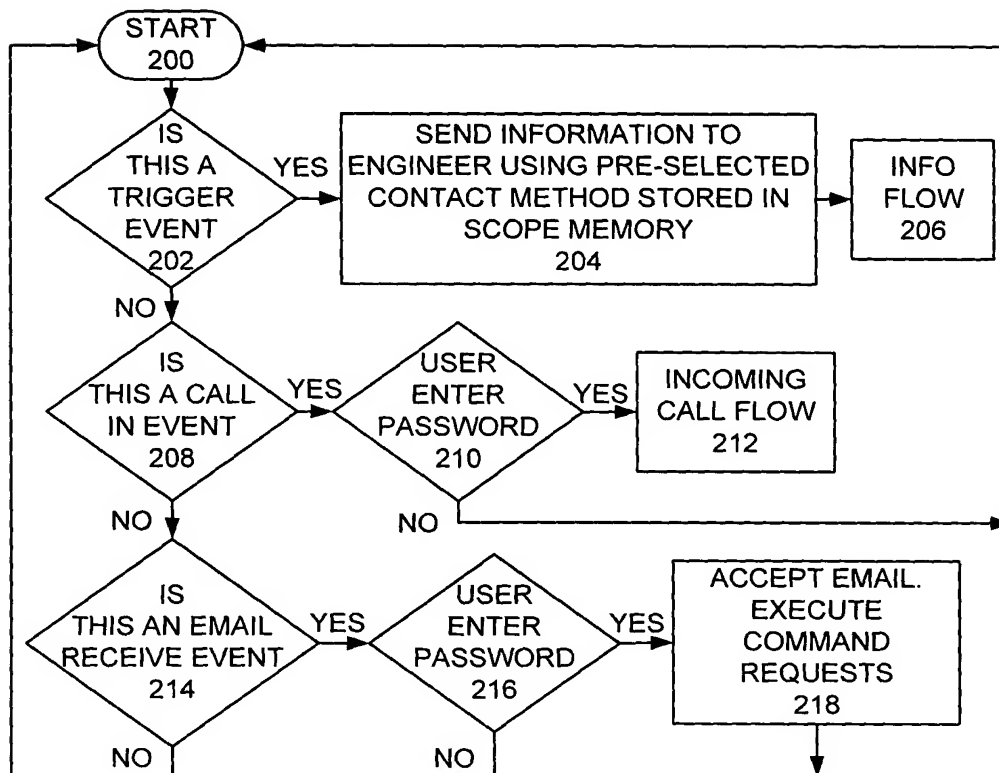 START
200
IS
THIS A
TRIGGER
EVENT
202
YES
SEND INFORMATION TO
ENGINEER USING PRE-SELECTED
CONTACT METHOD STORED IN
SCOPE MEMORY
204
INFO
FLOW
206
NO
IS
THIS A CALL
IN EVENT
208
YES
USER
ENTER
PASSWORD
210
YES
INCOMING
CALL FLOW
212
NO
NO
IS
THIS AN EMAIL
RECEIVE EVENT
214
YES
USER
ENTER
PASSWORD
216
YES
ACCEPT EMAIL.
EXECUTE
COMMAND
REQUESTS
218
NO
NO